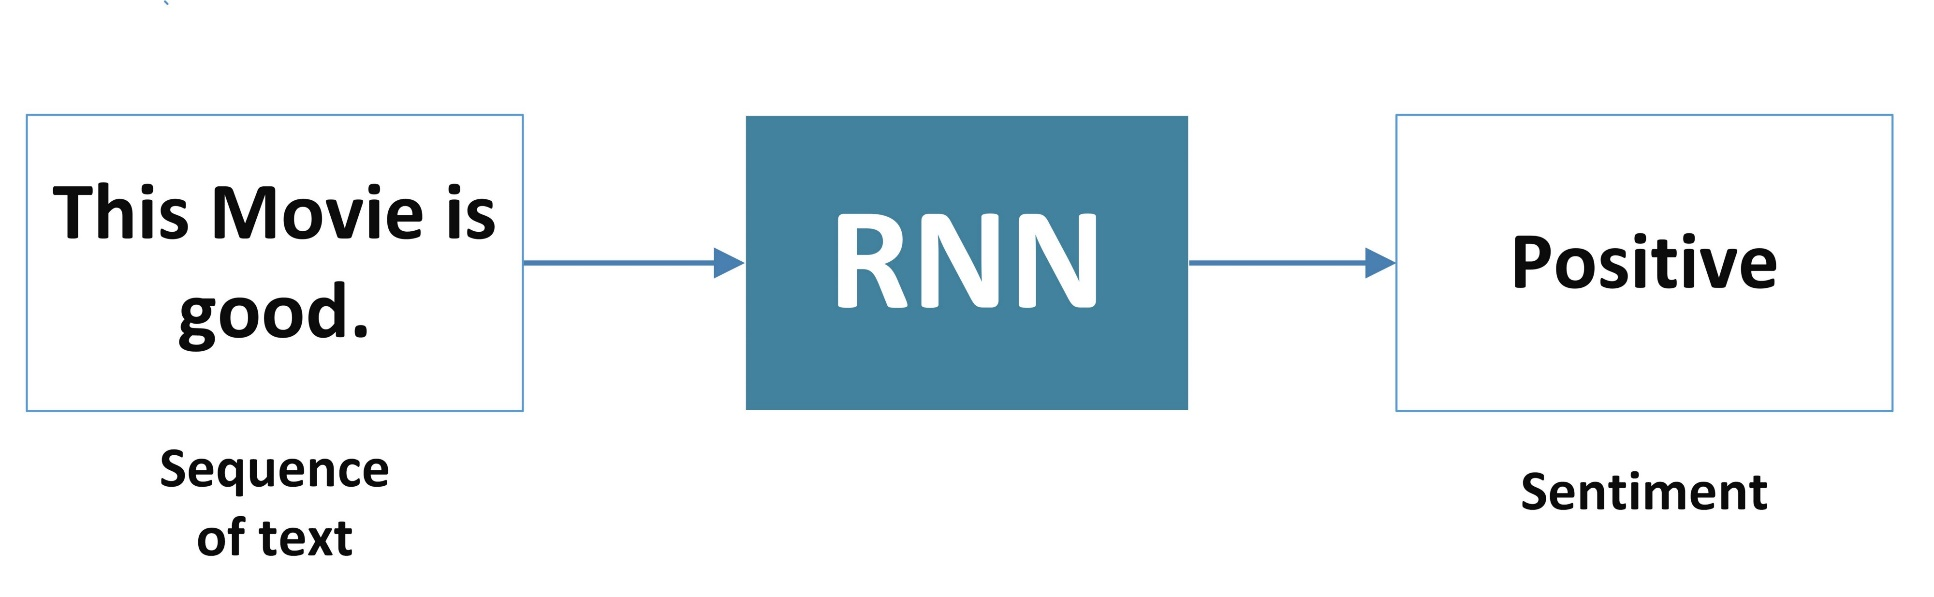 This Movie is
good.
RNN
Positive
Sequence
of text
Sentiment